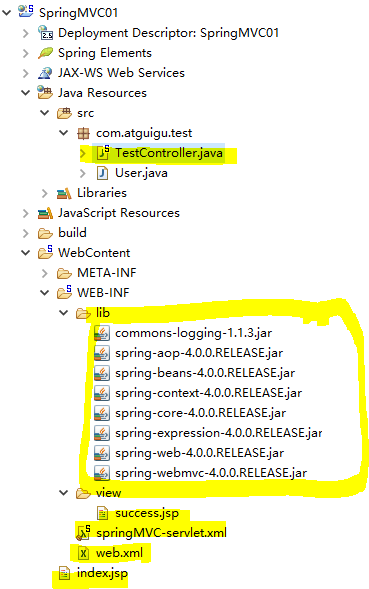 SpringMVC01
Deployment Descriptor: SpringMVC01
Spring Elements
JAX-WS Web Services
Java Resources
src
com.atguigu.test
TestController.java
User.java
Libraries
JavaScript Resources
build
WebContent
META-INF
WEB-INF
lib
commons-logging-1.1.3.jar
spring-aop-4.0.0.RELEASE.jar
spring-beans-4.0.0.RELEASE.jar
spring-context-4.0.0.RELEASE.jar
spring-core-4.0.0.RELEASE.jar
spring-expression-4.0.0.RELEASE.jar
spring-web-4.0.0.RELEASE.jar
spring-webmvc-4.0.0.RELEASE.jar
view
success.jsp
springMVC-servlet.xml
web.xml
index.jsp